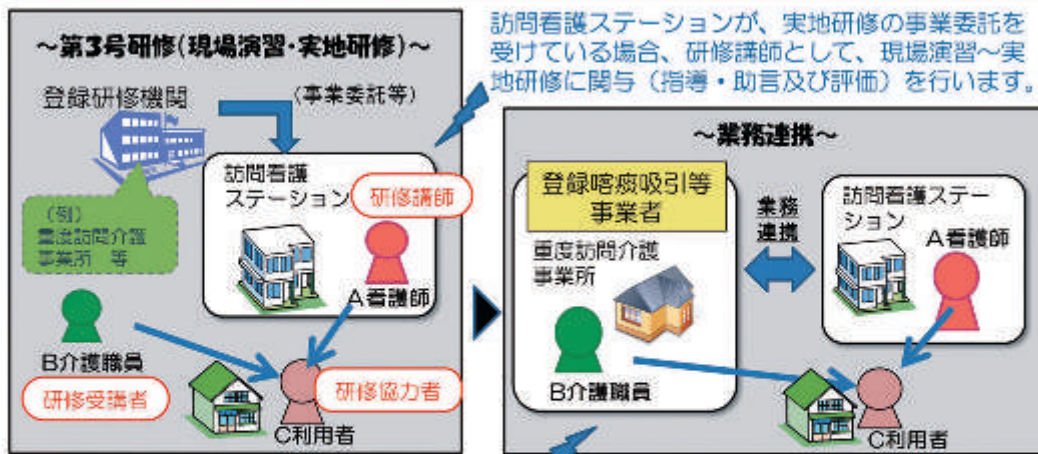 訪問看護ステーションが、実地研修の事業委託を
受けている場合、研修講師として、現場演習～実
地研修に関与（指導・助言及び評価）を行います。
～第3号研修(現場演習・実地研修)～
登録研修機関
(事業委託等)
訪問看護
ステーション
研修講師
A看護師
（例）
重度訪問介護
事業所 等
B介護職員
研修受講者
研修協力者
C利用者
～業務連携～
登録喀痰吸引等
事業者
重度訪問介護
事業所
B介護職員
業務
連携
訪問看護ステー
ション
A看護師
C利用者